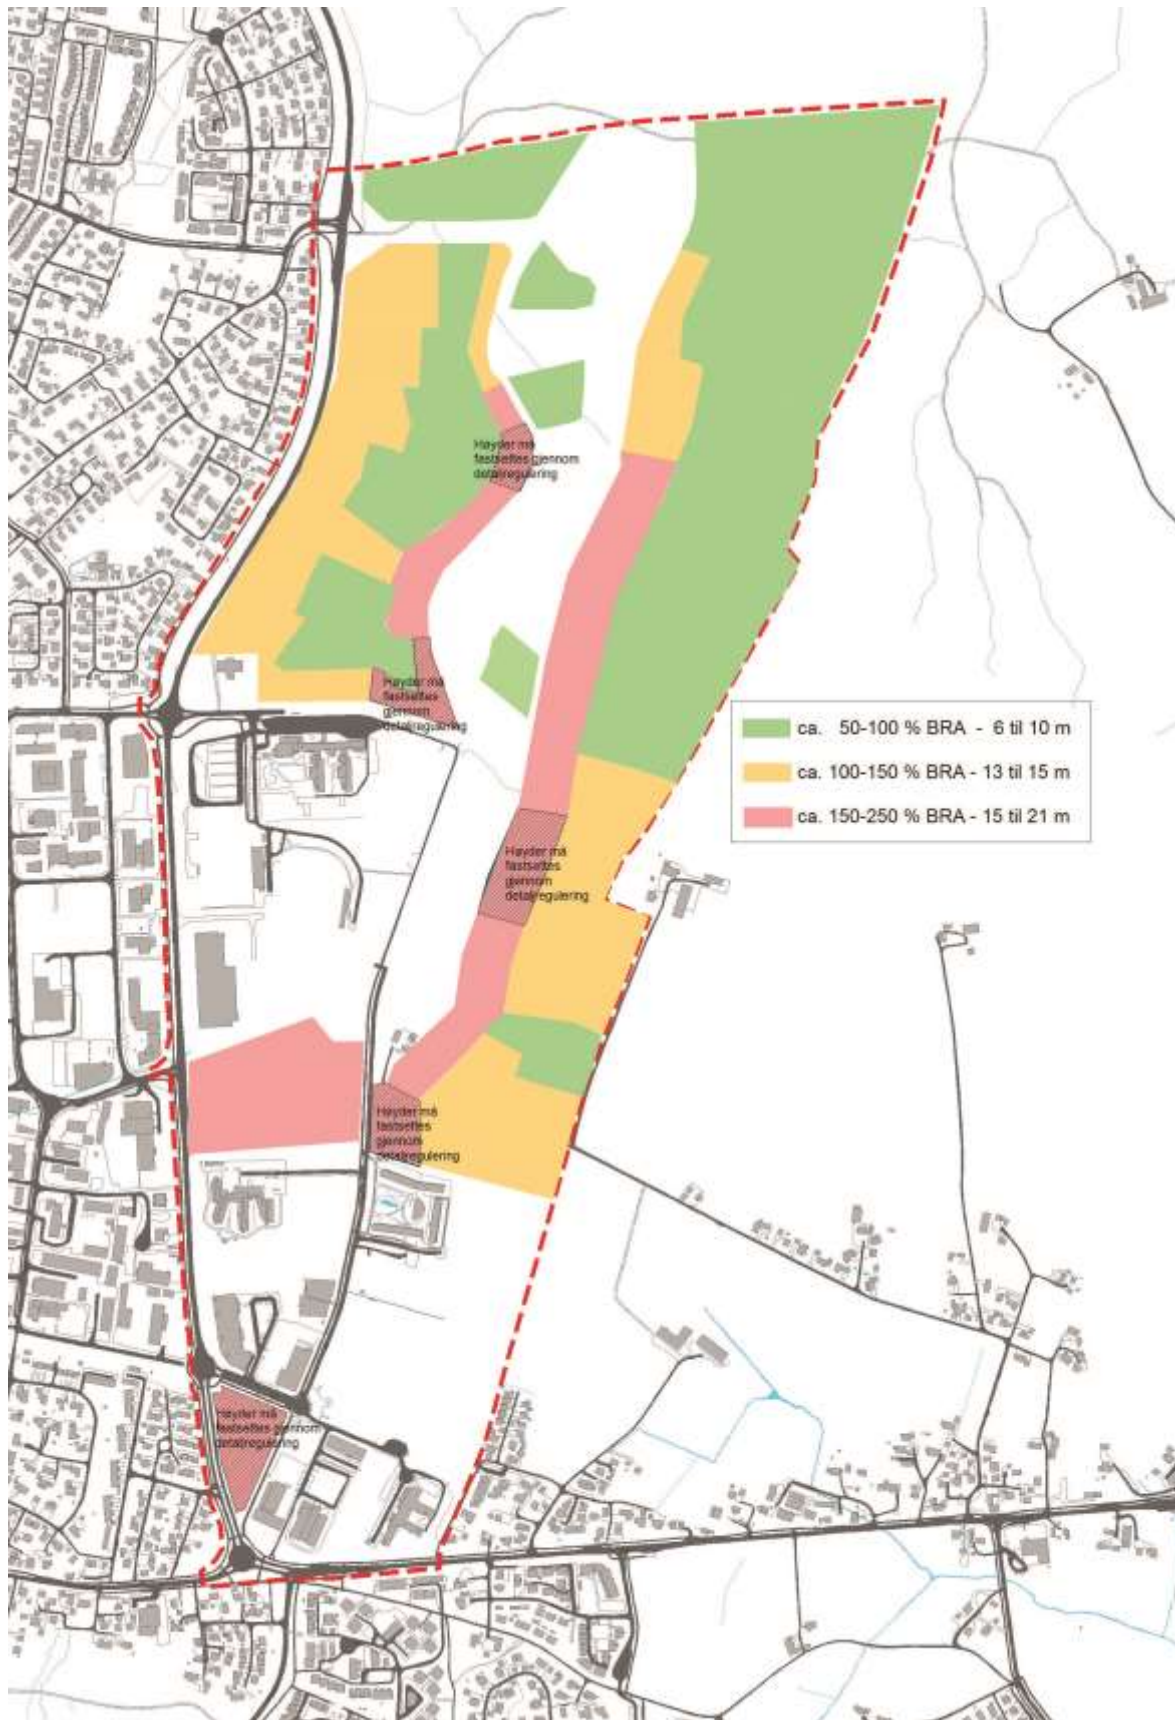 Høyder må
fastsettes gjennom
detaljregulering
Høyder må
fastsettes
gjennom
detaljregulering
ca. 50-100 % BRA - 6 til 10 m
ca. 100-150 % BRA - 13 til 15 m
ca. 150-250 % BRA - 15 til 21 m
Høyder må
fastsettes
gjennom
detaljregulering
Høyder må
fastsettes
gjennom
detaljregulering
Høyder må
fastsettes gjennom
detaljregulering